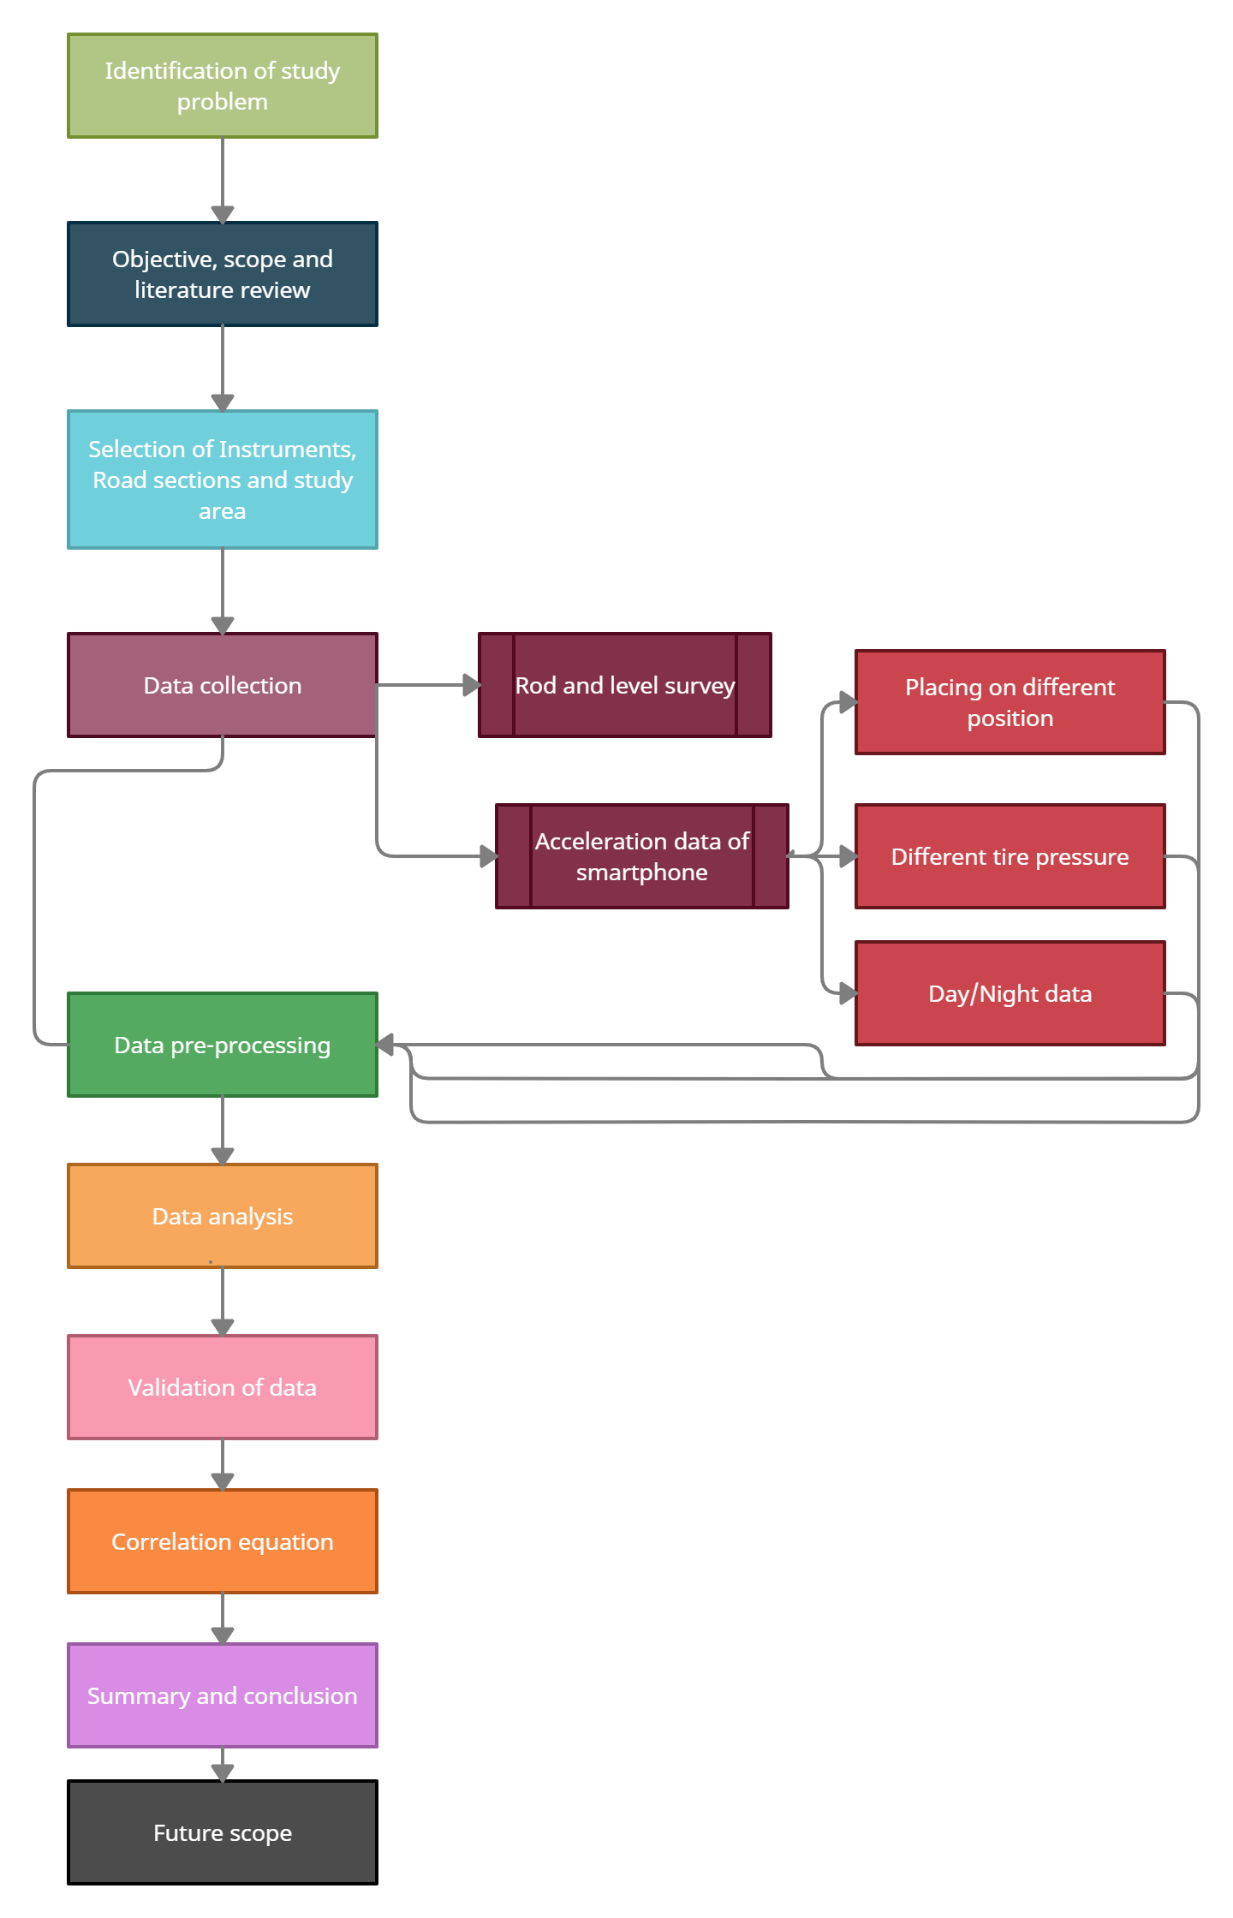 Identification of study
problem
Objective, scope and
literature review
Selection of Instruments,
Road sections and study
area
Data collection
Rod and level survey
Placing on different
position
Acceleration data of
smartphone
Different tire pressure
Day/Night data
Data pre-processing
Data analysis
Validation of data
Correlation equation
Summary and conclusion
Future scope